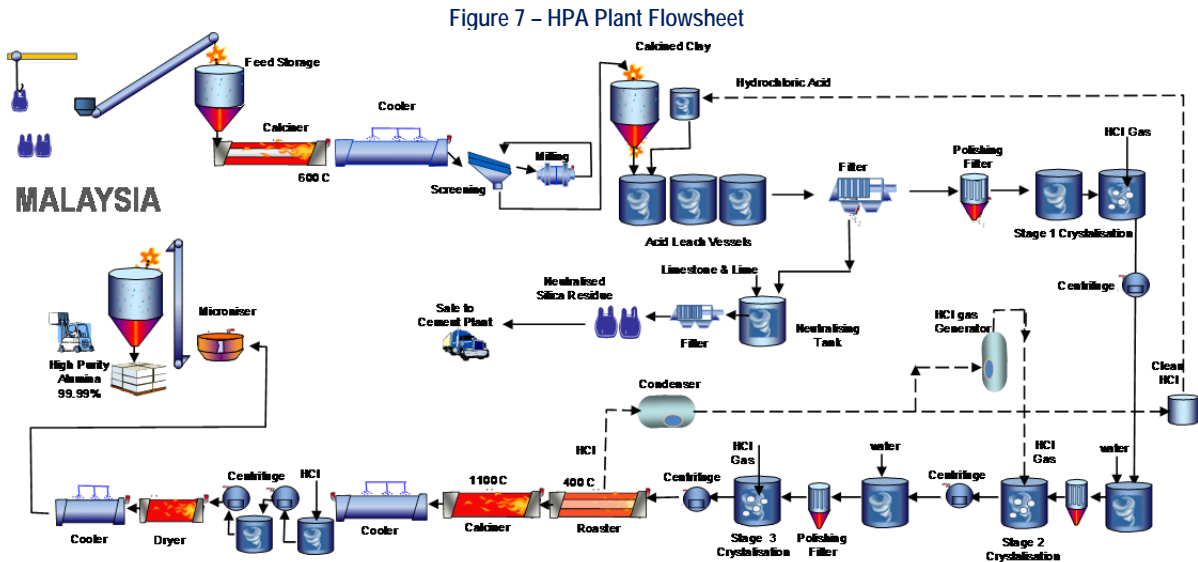 Figure 7 – HPA Plant Flowsheet
Calcined Clay
Feed Storage
Hydrochloric Acid
Cooler
HCl Gas
Calciner
Milling
Polishing
Filter
Filter
600 C
Screening
MALAYSIA
Acid Leach Vessels
Stage 1 Crystalisation
Limestone & Lime
Neutralised
Silica Residue
Centrifuge
Microniser
Sale to
Cement Plant
HCl gas
Generator
Neutralising
Tank
Filter
High Purity
Alumina
99.99%
Condenser
Clean
HCl
HCl
HCl
Gas
water
HCl
Gas
water
Centrifuge
HCl
1100 C
400 C
Centrifuge
Centrifuge
Cooler
Dryer
Cooler
Calciner
Roaster
Stage 3
Crystalisation
Polishing
Filter
Stage 2
Crystalisation